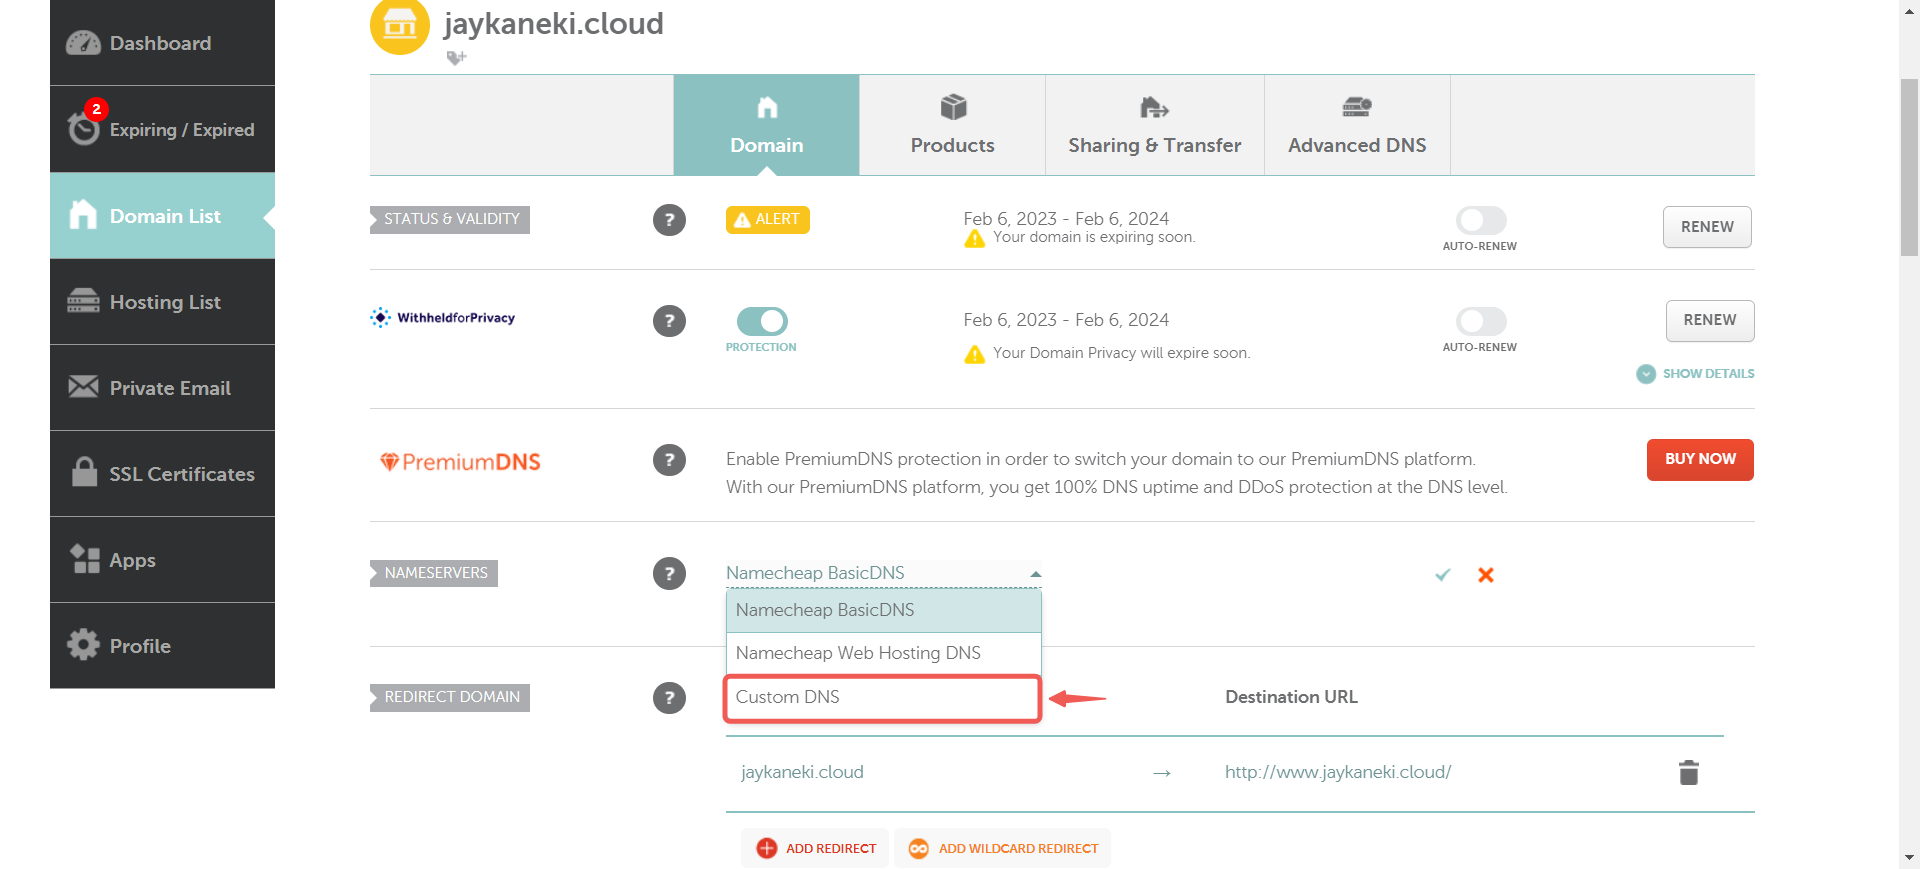 jaykaneki.cloud
Dashboard
2
Expiring / Expired
Domain List
Hosting List
Private Email
SSL Certificates
Apps
Profile
Domain
Products
Sharing & Transfer
Advanced DNS
STATUS & VALIDITY
?
ALERT
Feb 6, 2023 - Feb 6, 2024
Your domain is expiring soon.
AUTO-RENEW
RENEW
WithheldforPrivacy
?
PROTECTION
Feb 6, 2023 - Feb 6, 2024
Your Domain Privacy will expire soon.
AUTO-RENEW
RENEW
SHOW DETAILS
PremiumDNS
?
Enable PremiumDNS protection in order to switch your domain to our PremiumDNS platform.
With our PremiumDNS platform, you get 100% DNS uptime and DDoS protection at the DNS level.
BUY NOW
NAMESERVERS
?
Namecheap BasicDNS
Namecheap BasicDNS
Namecheap Web Hosting DNS
Custom DNS
REDIRECT DOMAIN
?
Destination URL
jaykaneki.cloud
→
http://www.jaykaneki.cloud/
ADD REDIRECT
ADD WILDCARD REDIRECT